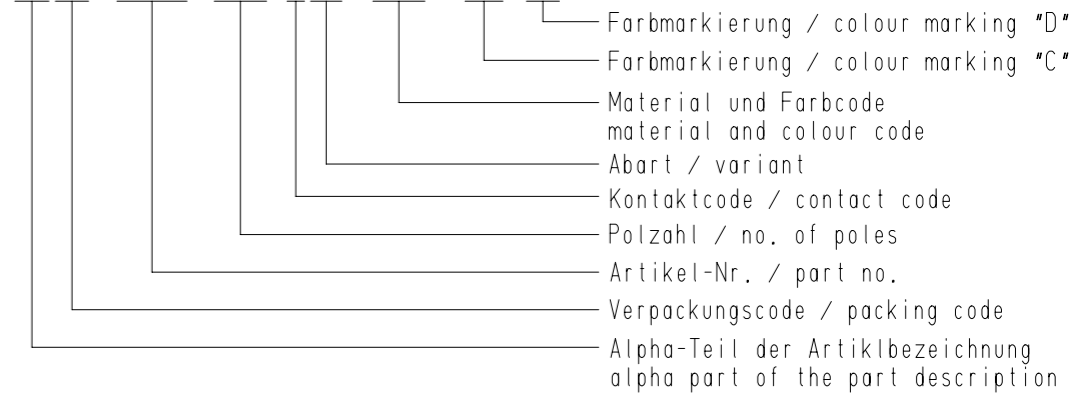 Farbmarkierung / colour marking "D"
Farbmarkierung / colour marking "C"
Material und Farbcode
material and colour code
Abart / variant
Kontaktcode / contact code
Polzahl / no. of poles
Artikel-Nr. / part no.
Verpackungscode / packing code
Alpha-Teil der Artiklbezeichnung
alpha part of the part description